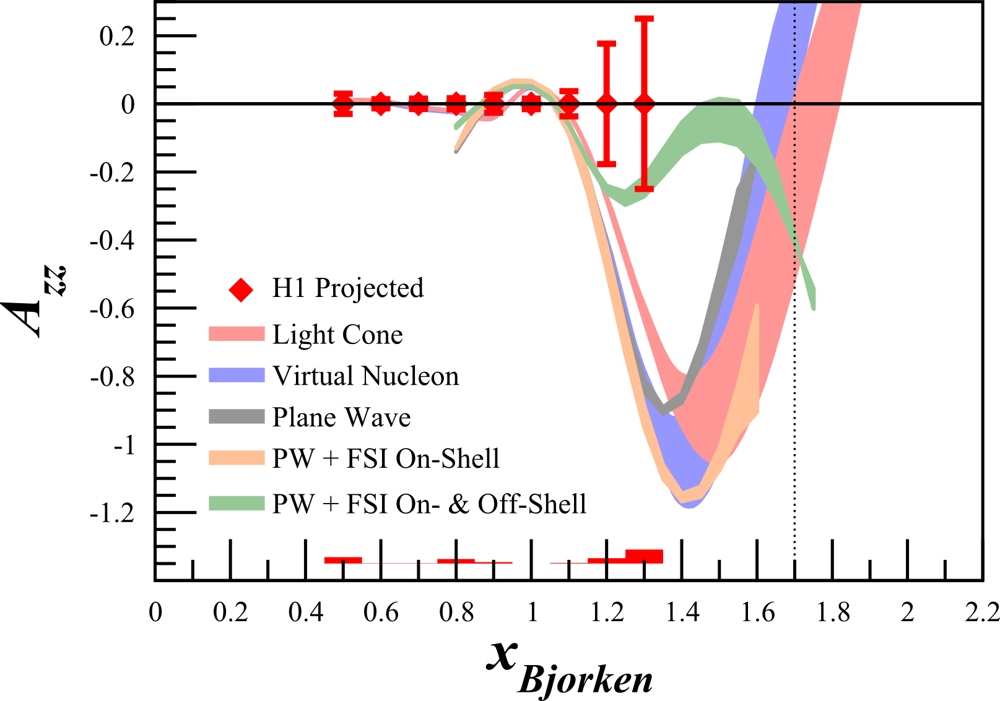 0.2
0
-0.2
-0.4
-0.6
-0.8
-1
-1.2
A zz
H1 Projected
Light Cone
Virtual Nucleon
Plane Wave
PW + FSI On-Shell
PW + FSI On- & Off-Shell
0 0.2 0.4 0.6 0.8 1 1.2 1.4 1.6 1.8 2 2.2
x Bjorken